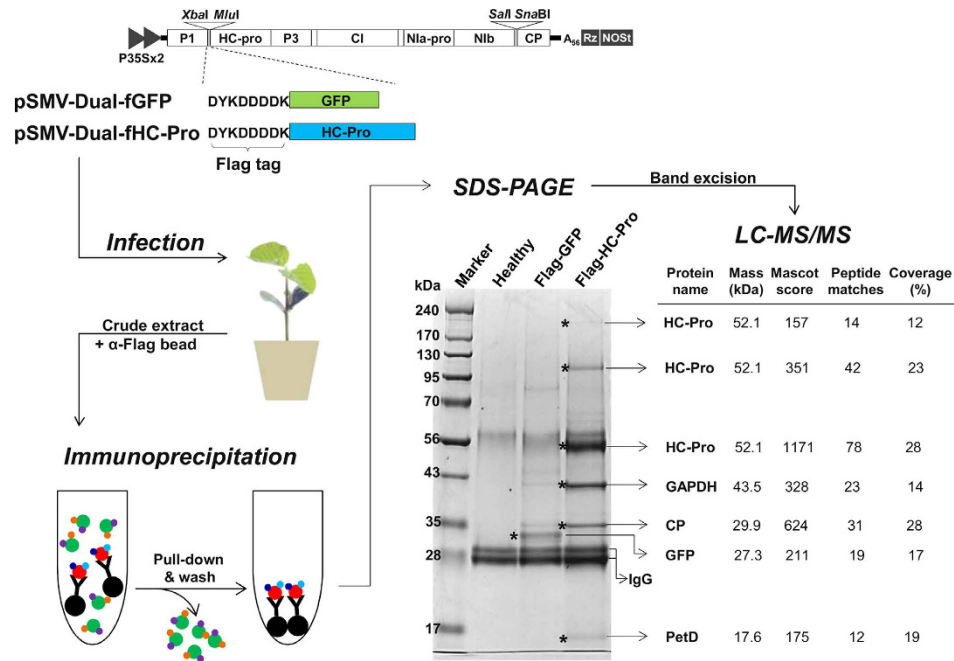 XbaI MluI
SalI SnaBI
P1 HC-pro P3 CI NIa-pro NIb CP A56 Rz NOSt
P35Sx2
pSMV-Dual-fGFP DYKDDDDK GFP
pSMV-Dual-fHC-Pro DYKDDDDK HC-Pro
Flag tag
SDS-PAGE
Band excision
LC-MS/MS
Infection
Crude extract
+ α-Flag bead
Immunoprecipitation
Pull-down
& wash
Marker
Healthy
Flag-GFP
Flag-HC-Pro
kDa
240
170
130
95
70
56
43
35
28
17
*
*
*
*
*
*
*
IgG
Protein name Mass (kDa) Mascot score Peptide matches Coverage (%)
HC-Pro 52.1 157 14 12
HC-Pro 52.1 351 42 23
HC-Pro 52.1 1171 78 28
GAPDH 43.5 328 23 14
CP 29.9 624 31 28
GFP 27.3 211 19 17
PetD 17.6 175 12 19